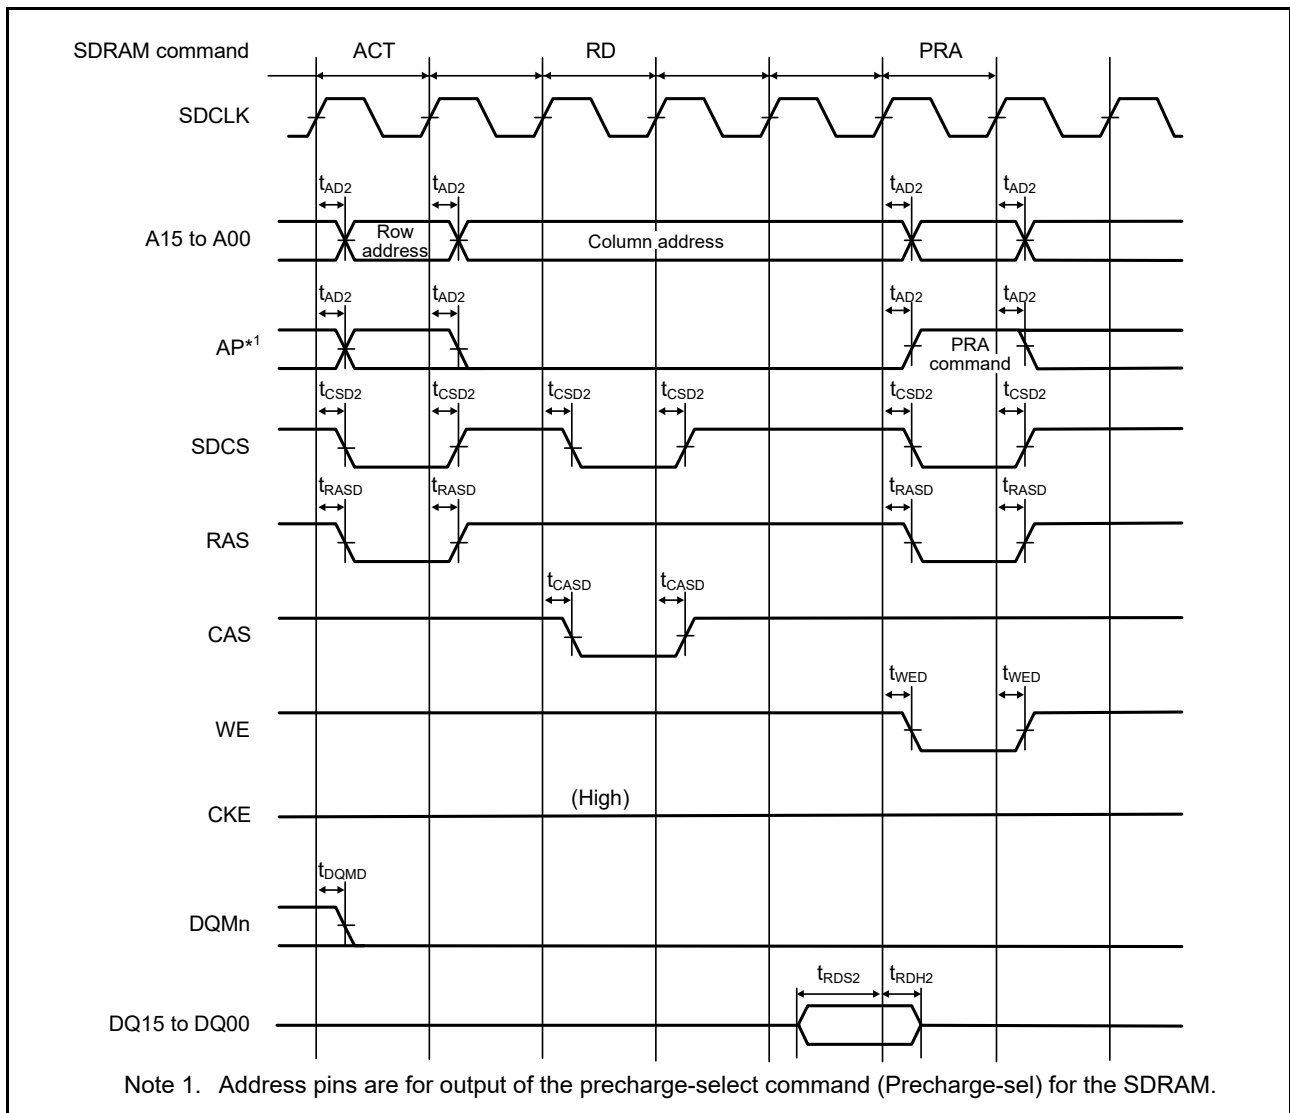 SDRAM command ACT RD PRA
SDCLK
tAD2 tAD2 tAD2 tAD2
A15 to A00 Row address Column address
tAD2 tAD2 tAD2 tAD2
AP*1 PRA command
tCSD2 tCSD2 tCSD2 tCSD2 tCSD2 tCSD2
SDCS
tRASD tRASD tRASD tRASD
RAS
tCASD tCASD
CAS
tWED tWED
WE
(High)
CKE
tDQMD
DQMn
tRDS2 tRDH2
DQ15 to DQ00
Note 1. Address pins are for output of the precharge-select command (Precharge-sel) for the SDRAM.